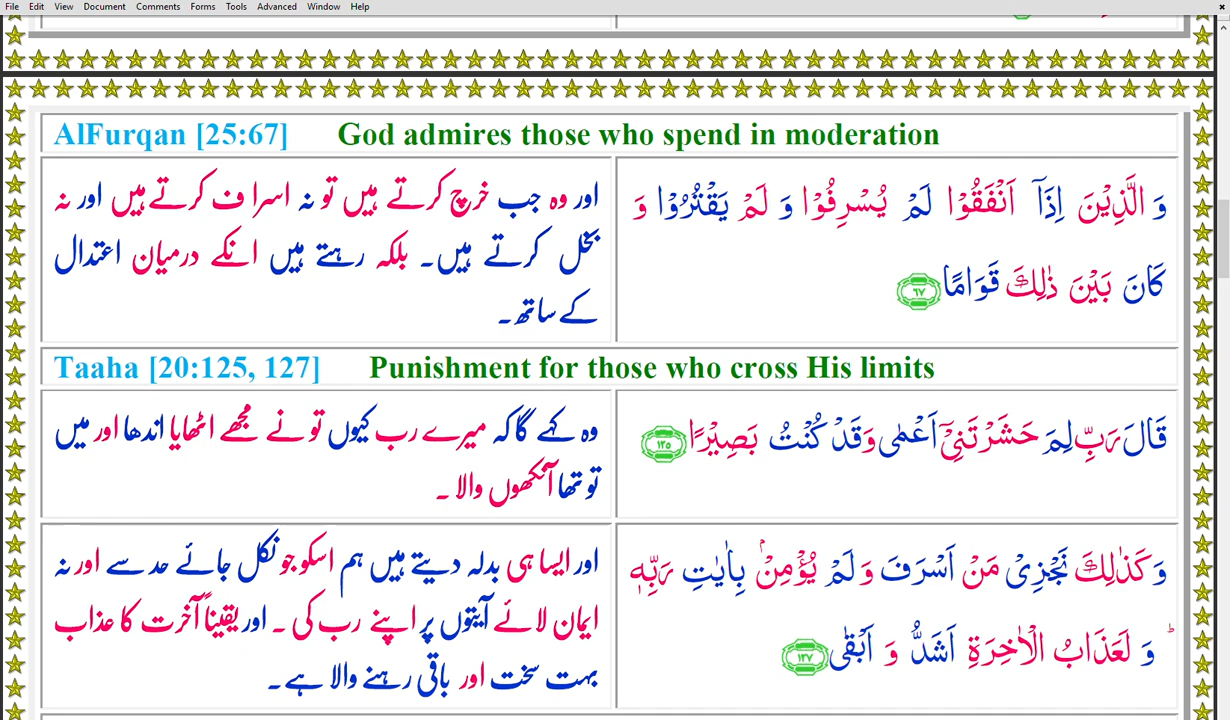 File Edit View Document Comments Forms Tools Advanced Window Help
AlFurqan [25:67] God admires those who spend in moderation
وَ الَّذِيْنَ اِذَاۤ اَنْفَقُوْا لَمْ يُسْرِفُوْا وَ لَمْ يَقْتُرُوْا وَ
كَانَ بَيْنَ ذٰلِكَ قَوَامًا ﴿٦٧﴾
اور وہ جب خرچ کرتے ہیں تو نہ اسراف کرتے ہیں اور نہ
بخل کرتے ہیں۔ بلکہ رہتے ہیں انکے درمیان اعتدال
کے ساتھ۔
Taaha [20:125, 127] Punishment for those who cross His limits
قَالَ رَبِّ لِمَ حَشَرْتَنِيْۤ اَعْمٰى وَقَدْ كُنْتُ بَصِيْرًا ﴿١٢٥﴾
وہ کہے گا کہ میرے رب کیوں تو نے مجھے اٹھایا اندھا اور میں
تو تھا آنکھوں والا ۔
وَ كَذٰلِكَ نَجْزِيْ مَنْ اَسْرَفَ وَ لَمْ يُؤْمِنْۢ بِاٰيٰتِ رَبِّهٖ
ؕ وَ لَعَذَابُ الْاٰخِرَةِ اَشَدُّ وَ اَبْقٰى ﴿١٢٧﴾
اور ایسا ہی بدلہ دیتے ہیں ہم اسکو جو نکل جائے حد سے اور نہ
ایمان لائے آیتوں پر اپنے رب کی ۔ اور یقیناً آخرت کا عذاب
بہت سخت اور باقی رہنے والا ہے۔